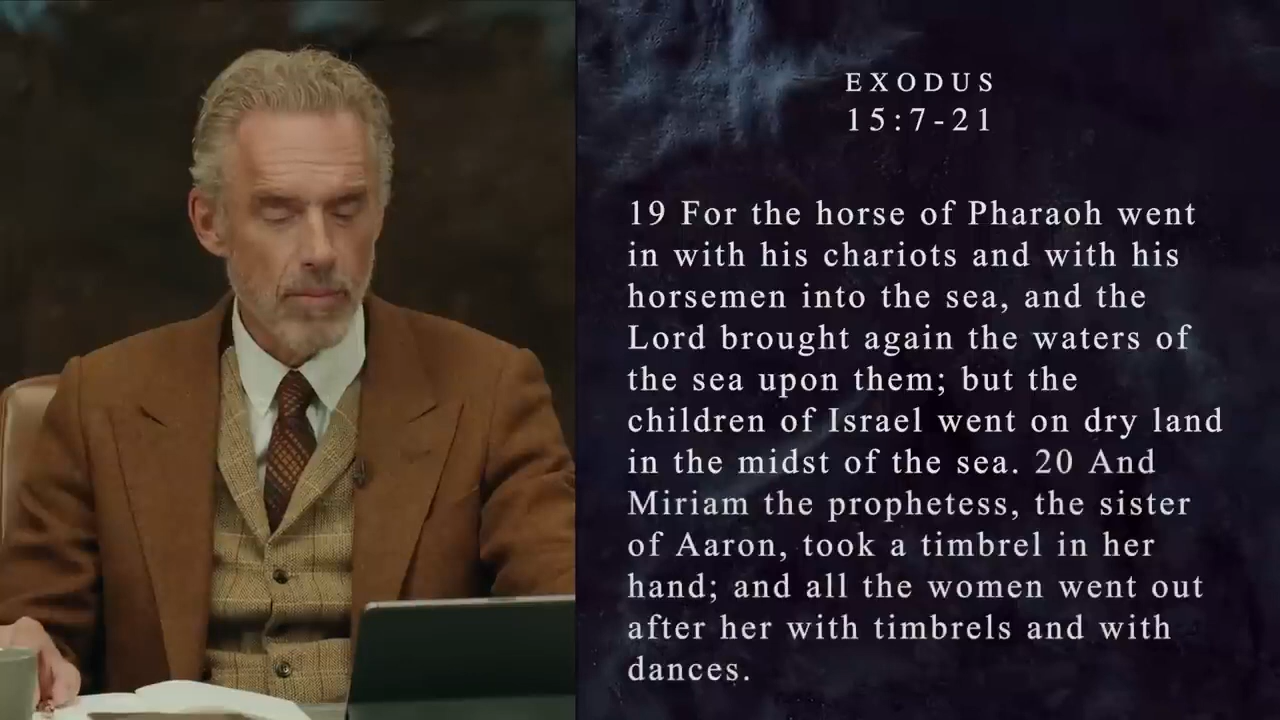 EXODUS
15:7-21
19 For the horse of Pharaoh went
in with his chariots and with his
horsemen into the sea, and the
Lord brought again the waters of
the sea upon them; but the
children of Israel went on dry land
in the midst of the sea. 20 And
Miriam the prophetess, the sister
of Aaron, took a timbrel in her
hand; and all the women went out
after her with timbrels and with
dances.